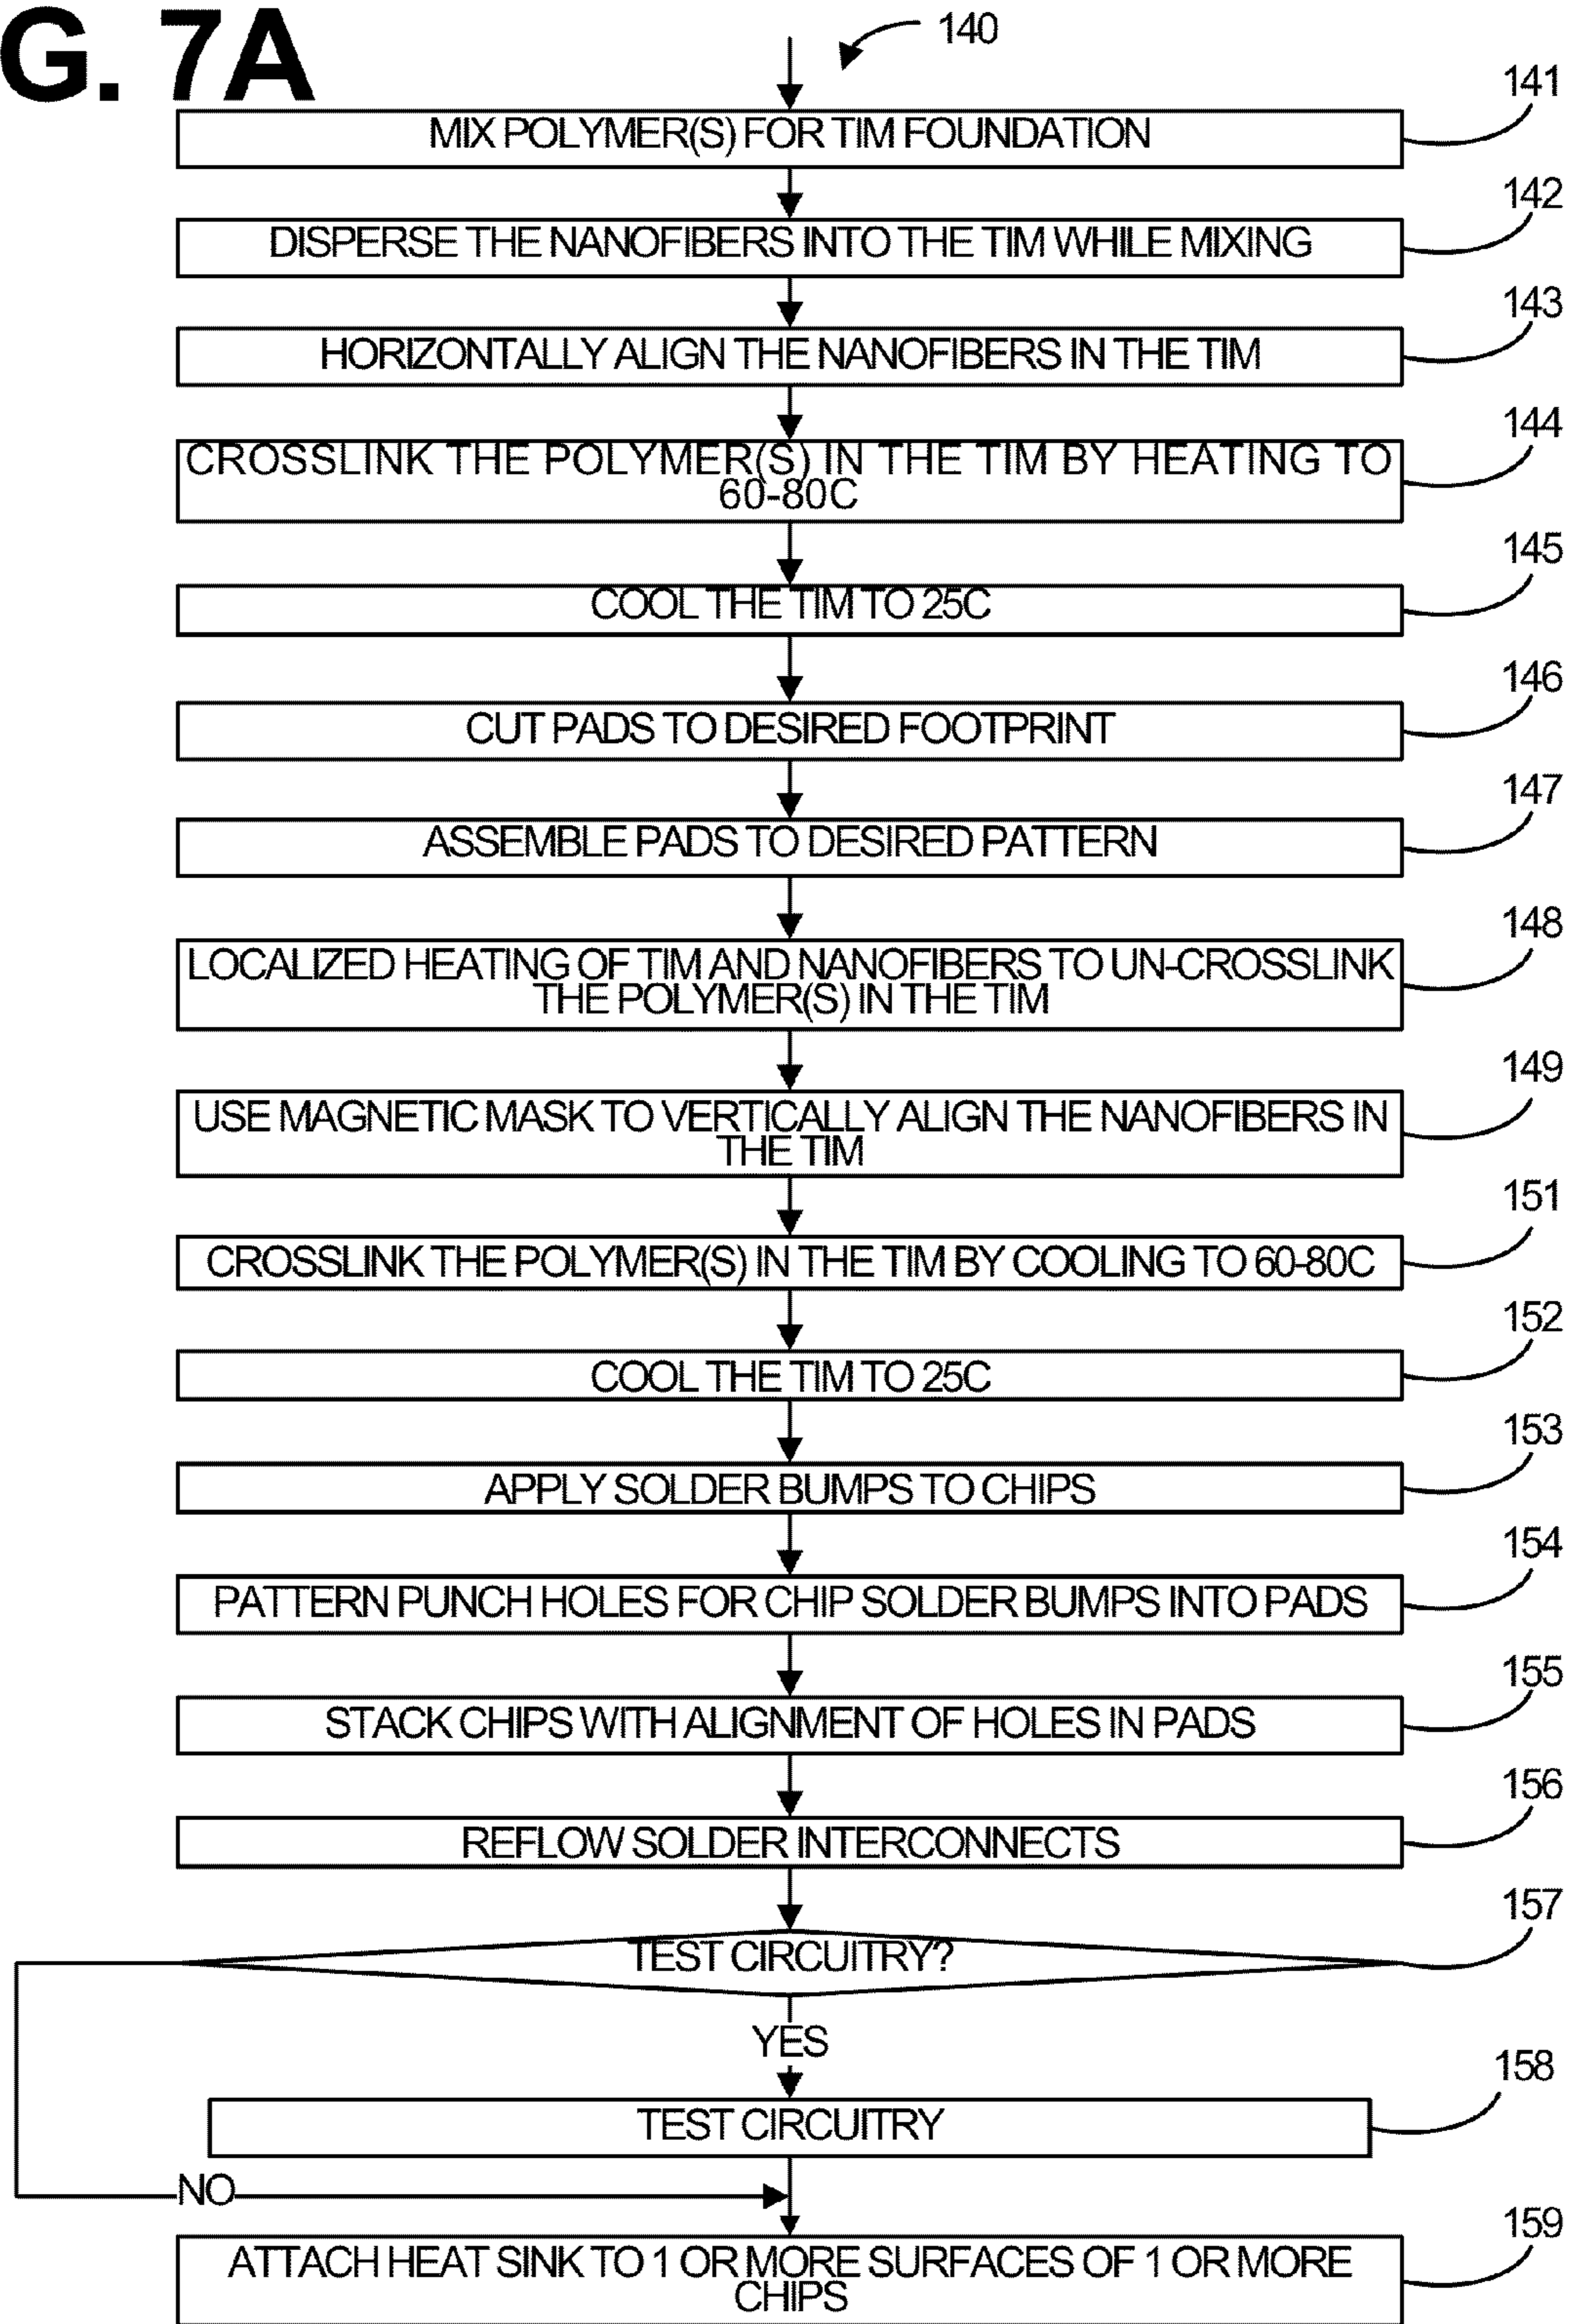 G. 7A
140
MIX POLYMER(S) FOR TIM FOUNDATION
141
DISPERSE THE NANOFIBERS INTO THE TIM WHILE MIXING
142
HORIZONTALLY ALIGN THE NANOFIBERS IN THE TIM
143
CROSSLINK THE POLYMER(S) IN THE TIM BY HEATING TO
60-80C
144
COOL THE TIM TO 25C
145
CUT PADS TO DESIRED FOOTPRINT
146
ASSEMBLE PADS TO DESIRED PATTERN
147
LOCALIZED HEATING OF TIM AND NANOFIBERS TO UN-CROSSLINK
THE POLYMER(S) IN THE TIM
148
USE MAGNETIC MASK TO VERTICALLY ALIGN THE NANOFIBERS IN
THE TIM
149
CROSSLINK THE POLYMER(S) IN THE TIM BY COOLING TO 60-80C
151
COOL THE TIM TO 25C
152
APPLY SOLDER BUMPS TO CHIPS
153
PATTERN PUNCH HOLES FOR CHIP SOLDER BUMPS INTO PADS
154
STACK CHIPS WITH ALIGNMENT OF HOLES IN PADS
155
REFLOW SOLDER INTERCONNECTS
156
TEST CIRCUITRY?
157
YES
TEST CIRCUITRY
158
NO
ATTACH HEAT SINK TO 1 OR MORE SURFACES OF 1 OR MORE
CHIPS
159